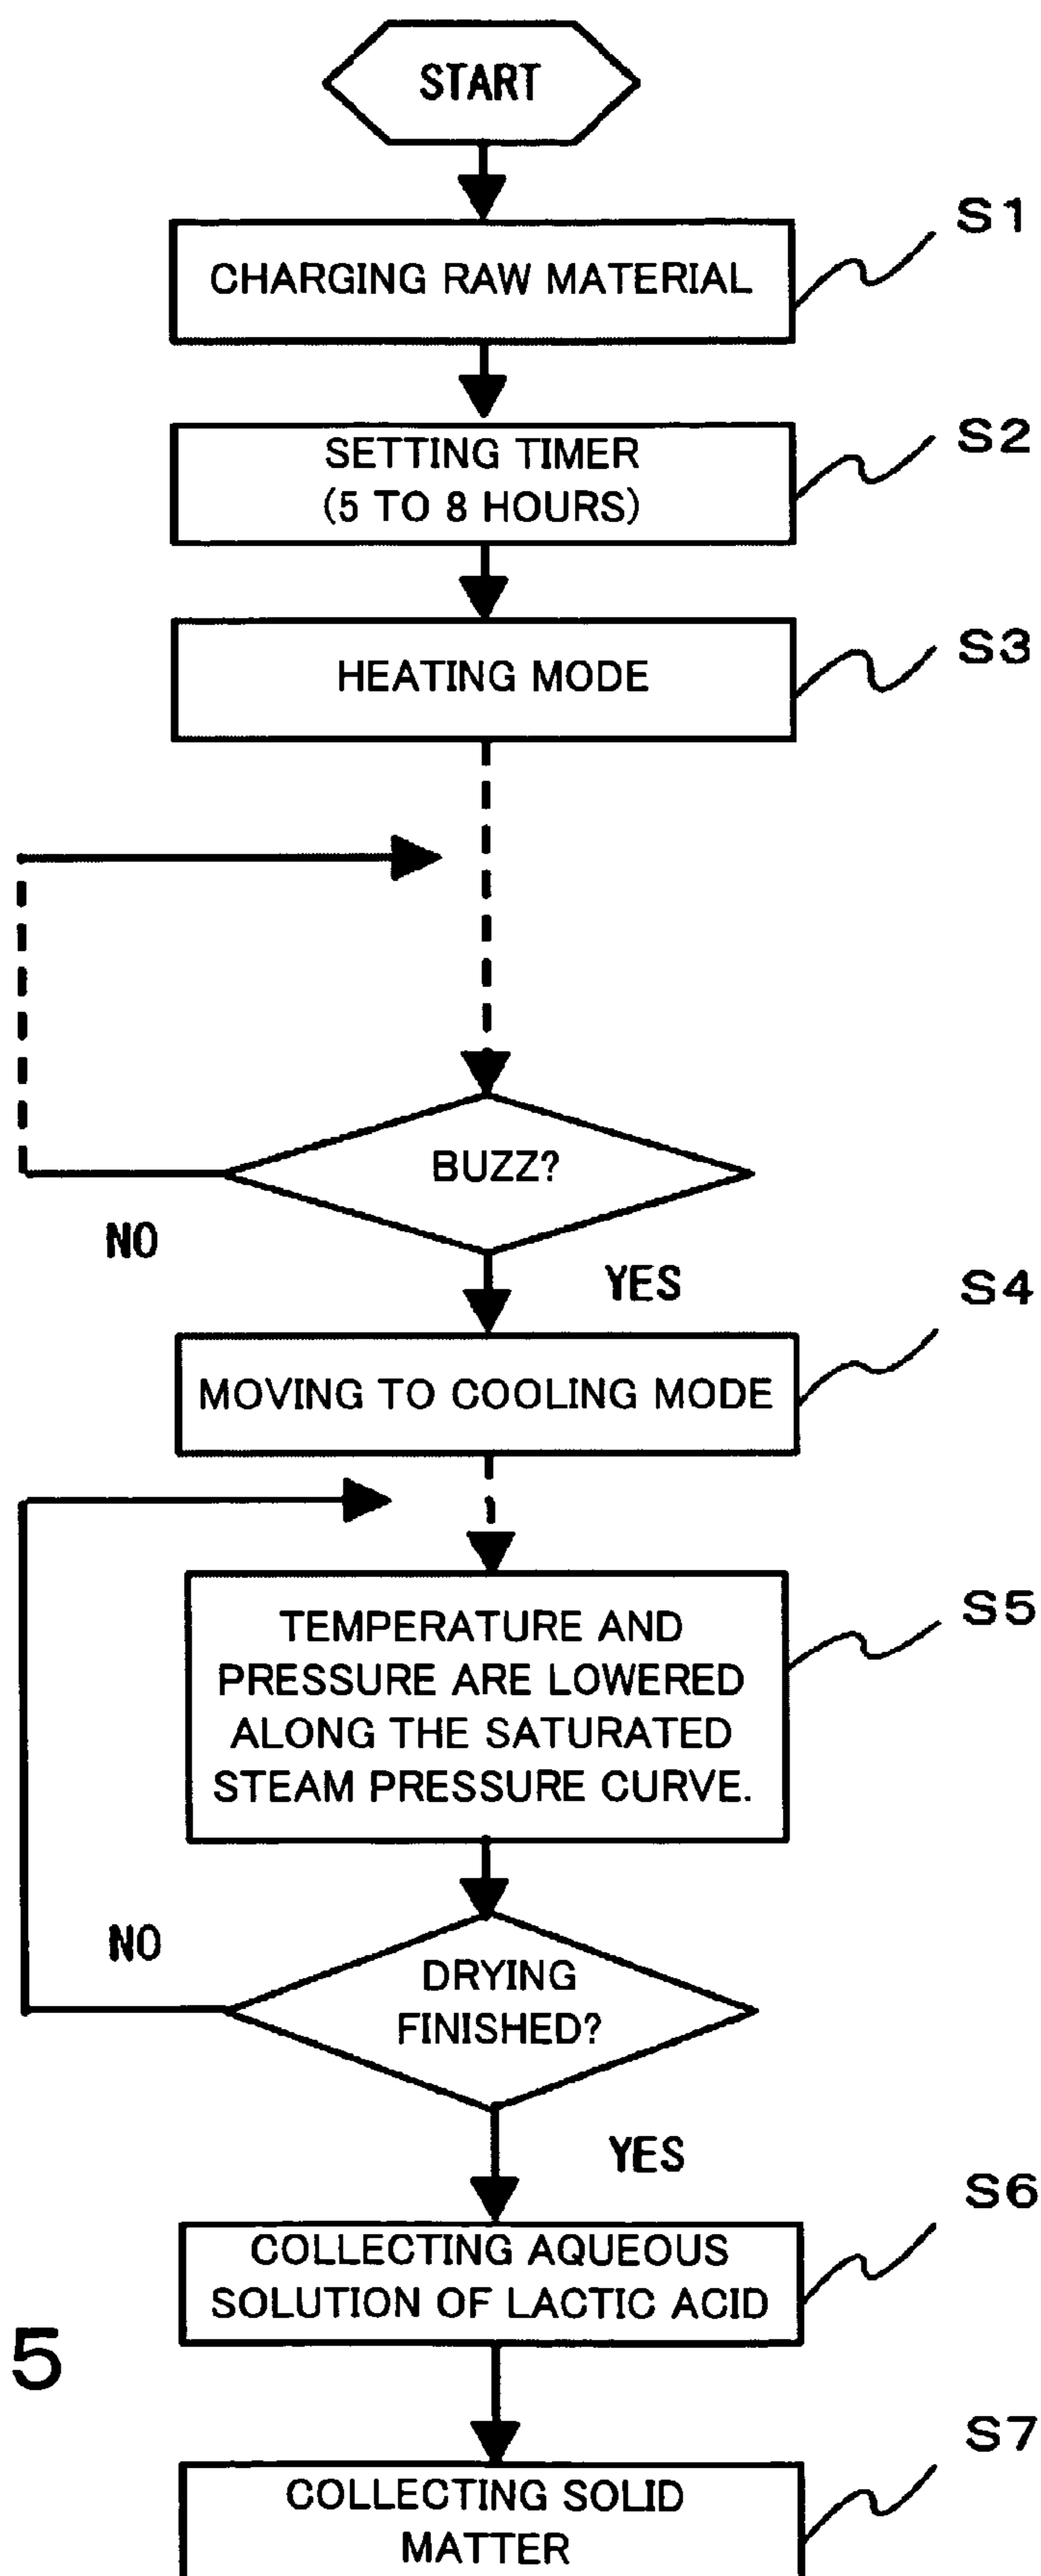 START
S1
CHARGING RAW MATERIAL
S2
SETTING TIMER
(5 TO 8 HOURS)
S3
HEATING MODE
BUZZ?
NO
YES
S4
MOVING TO COOLING MODE
S5
TEMPERATURE AND
PRESSURE ARE LOWERED
ALONG THE SATURATED
STEAM PRESSURE CURVE.
NO
DRYING
FINISHED?
YES
S6
COLLECTING AQUEOUS
SOLUTION OF LACTIC ACID
5
S7
COLLECTING SOLID
MATTER